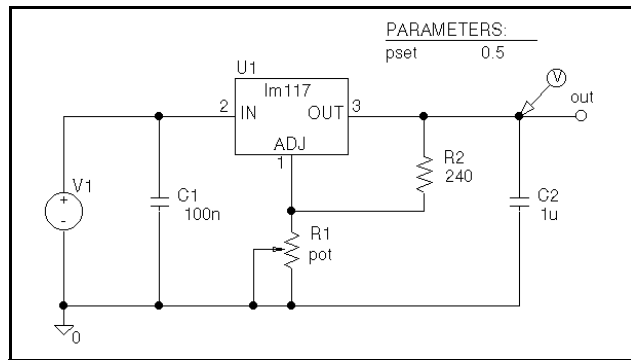 PARAMETERS:
pset 0.5
V
out
U1
lm117
2 IN OUT 3
ADJ
1
R2
240
V1
+
-
C1
100n
C2
1u
R1
pot
0